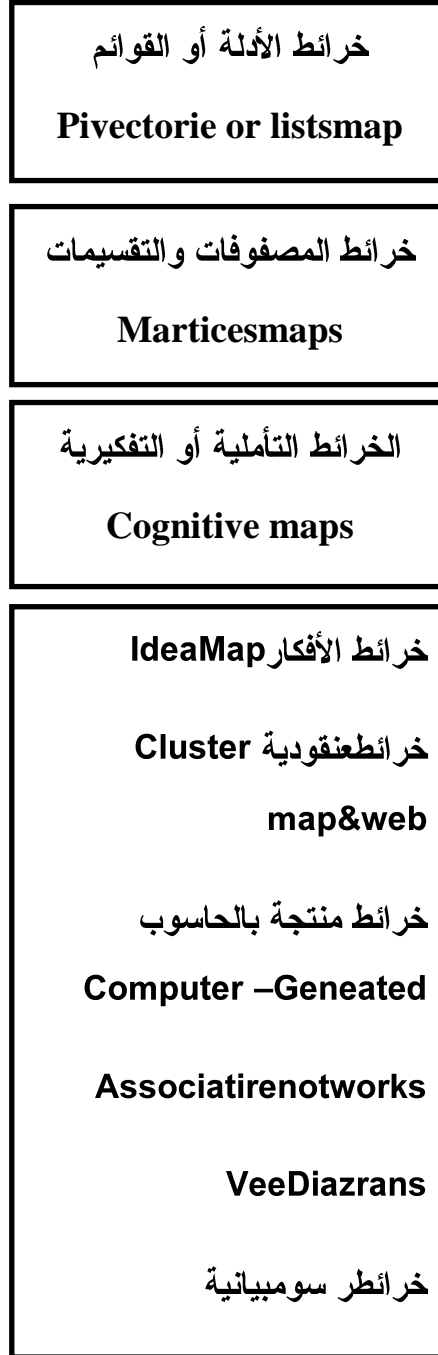 خرائط الأدلة أو القوائم
Pivectorie or listsmap
خرائط المصفوفات والتقسيمات
Marticesmaps
الخرائط التأملية أو التفكيرية
Cognitive maps
خرائط الأفكارIdeaMap
خرائطعنقودية Cluster
map&web
خرائط منتجة بالحاسوب
Computer –Geneated
Associatirenotworks
VeeDiazrans
خرائطر سومبيانية